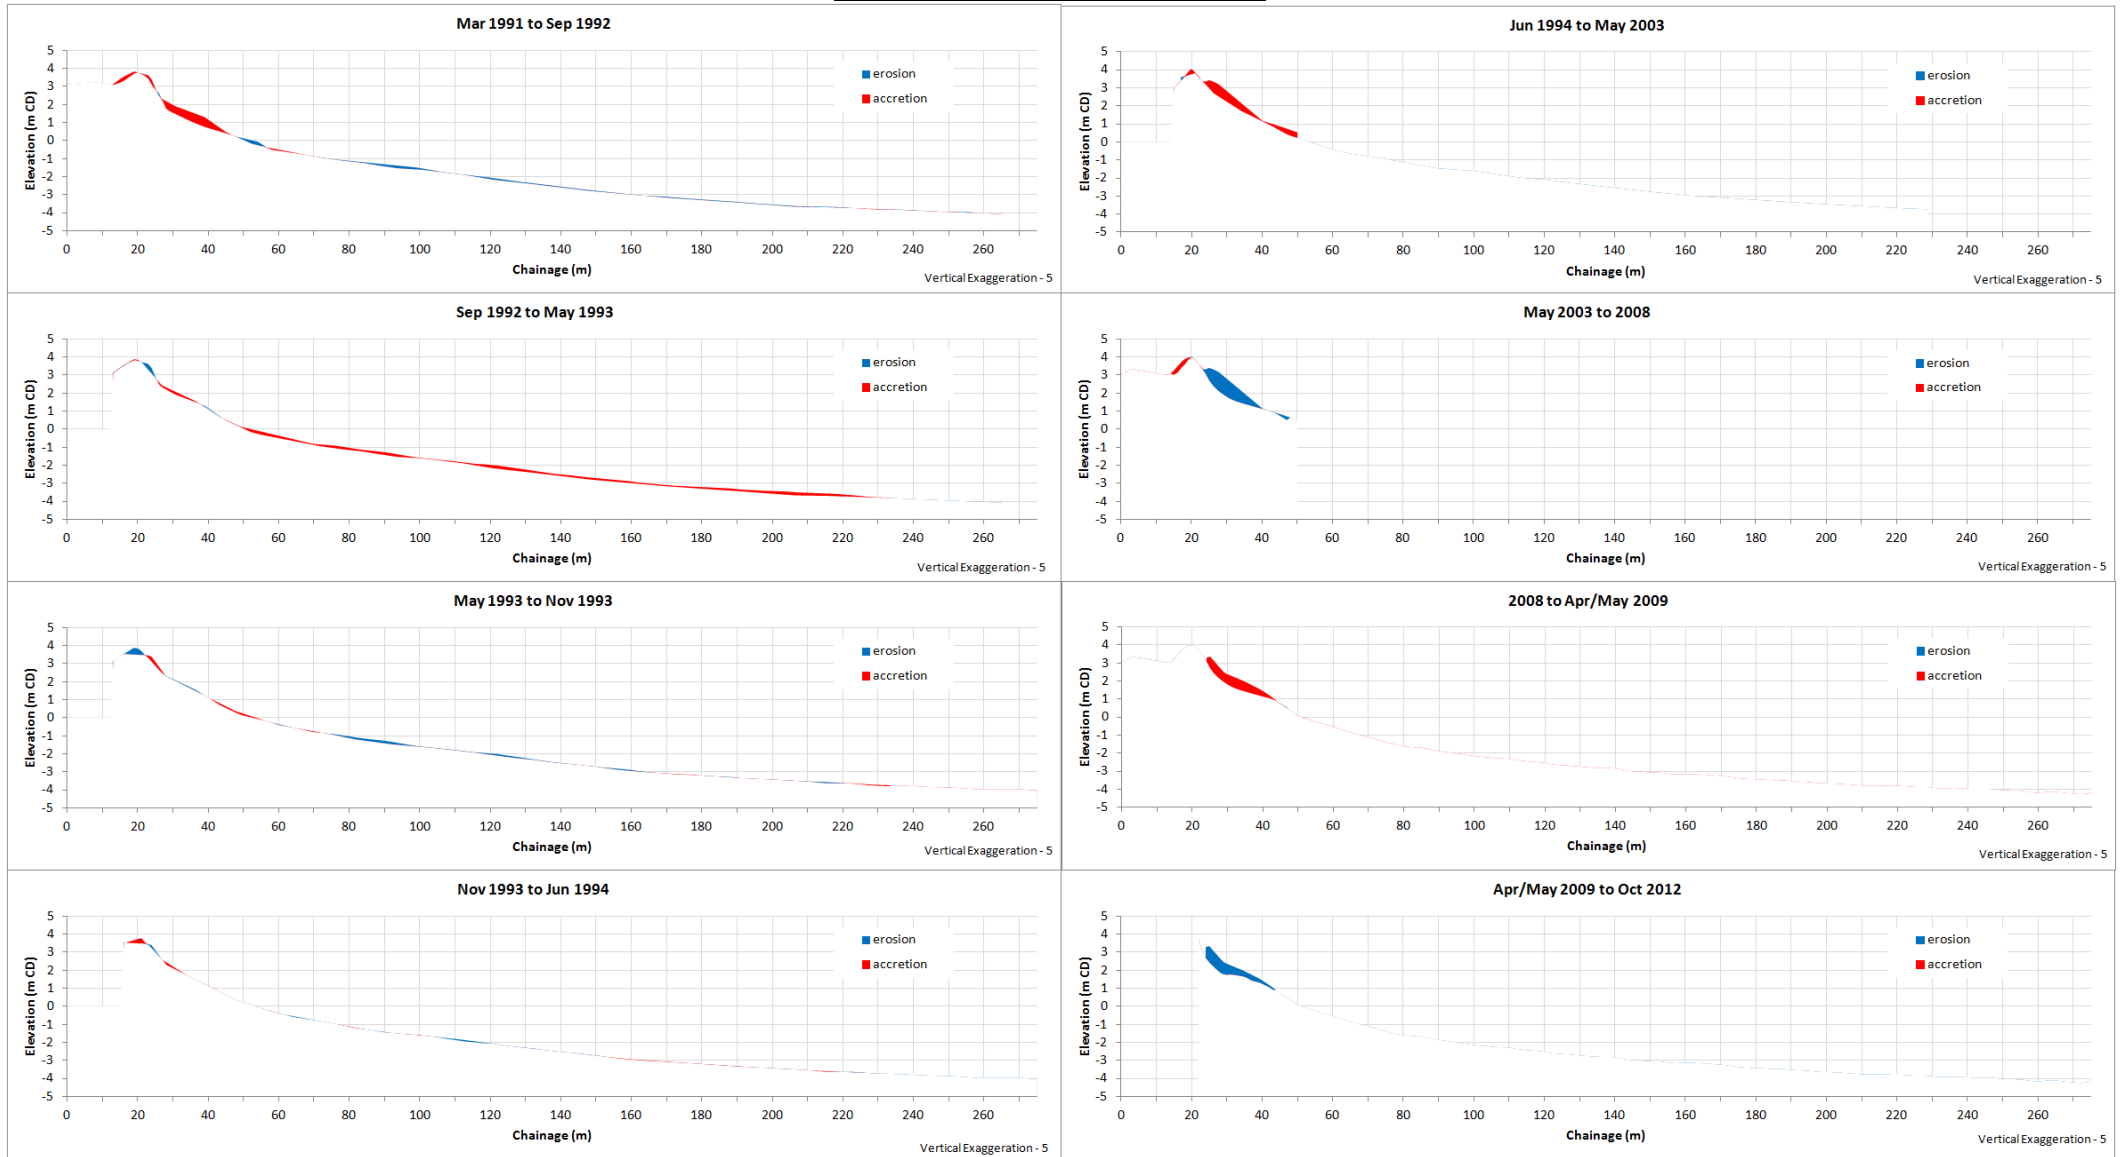 Mar 1991 to Sep 1992
5
4
3
2
1
0
-1
-2
-3
-4
-5
Elevation (m CD)
erosion
accretion
0 20 40 60 80 100 120 140 160 180 200 220 240 260
Chainage (m)
Vertical Exaggeration - 5
Jun 1994 to May 2003
5
4
3
2
1
0
-1
-2
-3
-4
-5
Elevation (m CD)
erosion
accretion
0 20 40 60 80 100 120 140 160 180 200 220 240 260
Chainage (m)
Vertical Exaggeration - 5
Sep 1992 to May 1993
5
4
3
2
1
0
-1
-2
-3
-4
-5
Elevation (m CD)
erosion
accretion
0 20 40 60 80 100 120 140 160 180 200 220 240 260
Chainage (m)
Vertical Exaggeration - 5
May 2003 to 2008
5
4
3
2
1
0
-1
-2
-3
-4
-5
Elevation (m CD)
erosion
accretion
0 20 40 60 80 100 120 140 160 180 200 220 240 260
Chainage (m)
Vertical Exaggeration - 5
May 1993 to Nov 1993
5
4
3
2
1
0
-1
-2
-3
-4
-5
Elevation (m CD)
erosion
accretion
0 20 40 60 80 100 120 140 160 180 200 220 240 260
Chainage (m)
Vertical Exaggeration - 5
2008 to Apr/May 2009
5
4
3
2
1
0
-1
-2
-3
-4
-5
Elevation (m CD)
erosion
accretion
0 20 40 60 80 100 120 140 160 180 200 220 240 260
Chainage (m)
Vertical Exaggeration - 5
Nov 1993 to Jun 1994
5
4
3
2
1
0
-1
-2
-3
-4
-5
Elevation (m CD)
erosion
accretion
0 20 40 60 80 100 120 140 160 180 200 220 240 260
Chainage (m)
Vertical Exaggeration - 5
Apr/May 2009 to Oct 2012
5
4
3
2
1
0
-1
-2
-3
-4
-5
Elevation (m CD)
erosion
accretion
0 20 40 60 80 100 120 140 160 180 200 220 240 260
Chainage (m)
Vertical Exaggeration - 5